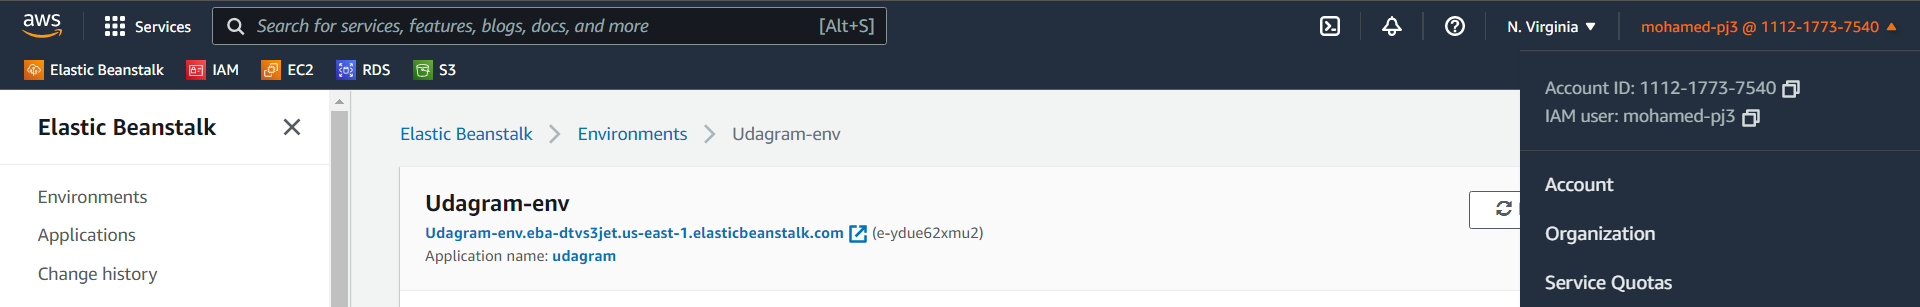 aws Services Search for services, features, blogs, docs, and more [Alt+S] N. Virginia mohamed-pj3 @ 1112-1773-7540
Elastic Beanstalk IAM EC2 RDS S3
Account ID: 1112-1773-7540
IAM user: mohamed-pj3
Account
Organization
Service Quotas
Elastic Beanstalk
Environments
Applications
Change history
Elastic Beanstalk Environments Udagram-env
Udagram-env
Udagram-env.eba-dtvs3jet.us-east-1.elasticbeanstalk.com (e-ydue62xmu2)
Application name: udagram